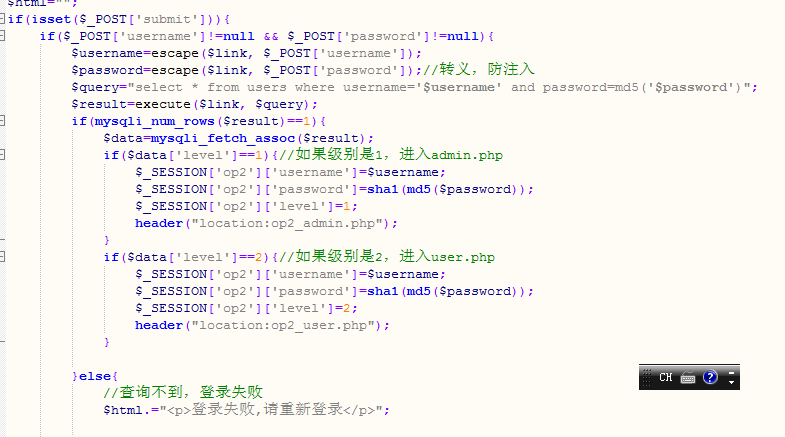 $html="";
if(isset($_POST['submit'])){
    if($_POST['username']!=null && $_POST['password']!=null){
        $username=escape($link, $_POST['username']);
        $password=escape($link, $_POST['password']);//转义，防注入
        $query="select * from users where username='$username' and password=md5('$password')";
        $result=execute($link, $query);
        if(mysqli_num_rows($result)==1){
            $data=mysqli_fetch_assoc($result);
            if($data['level']==1){//如果级别是1，进入admin.php
                $_SESSION['op2']['username']=$username;
                $_SESSION['op2']['password']=sha1(md5($password));
                $_SESSION['op2']['level']=1;
                header("location:op2_admin.php");
            }
            if($data['level']==2){//如果级别是2，进入user.php
                $_SESSION['op2']['username']=$username;
                $_SESSION['op2']['password']=sha1(md5($password));
                $_SESSION['op2']['level']=2;
                header("location:op2_user.php");
            }
        }else{
            //查询不到，登录失败
            $html.="<p>登录失败,请重新登录</p>";
CH